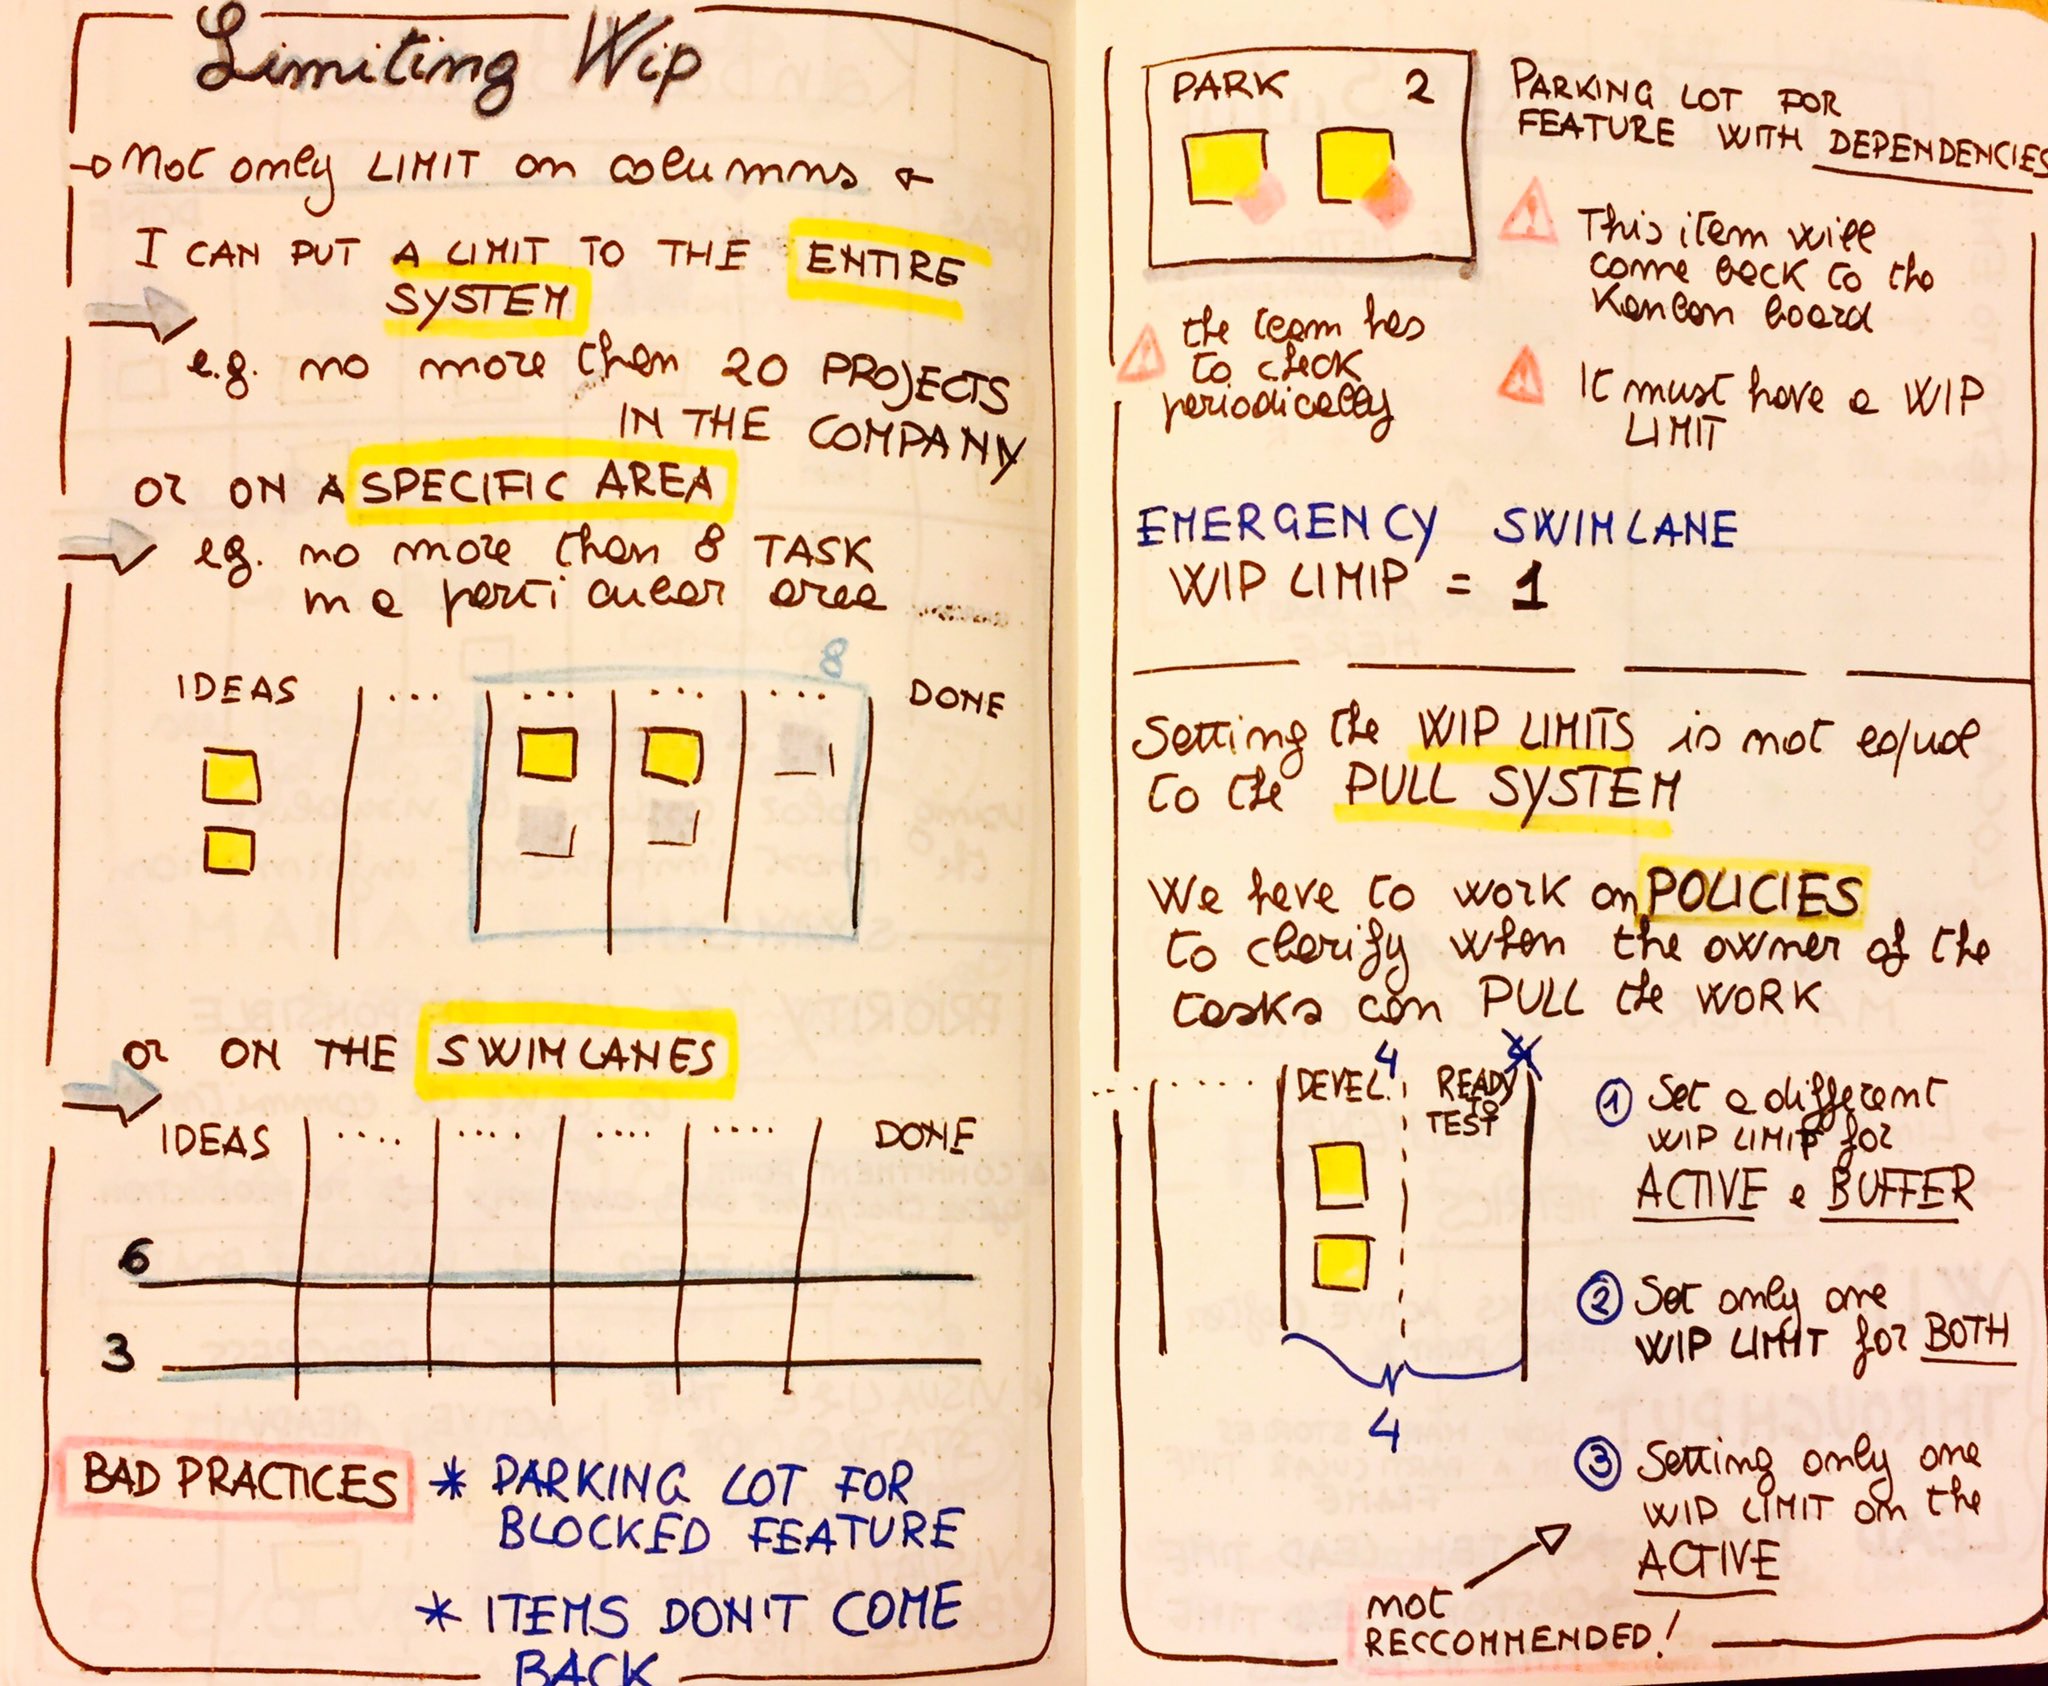 Limiting Wip
Not only LIMIT on columns
I CAN PUT A LIMIT TO THE ENTIRE
SYSTEM
e.g. no more then 20 PROJECTS
IN THE COMPANY
or ON A SPECIFIC AREA
eg. no more then 8 TASK
in a particular area
8
IDEAS ... ... ... ... DONE
or ON THE SWIMLANES
IDEAS .... .... .... .... DONE
6
3
BAD PRACTICES
* PARKING LOT FOR
BLOCKED FEATURE
* ITEMS DON'T COME
BACK
PARK 2
PARKING LOT FOR
FEATURE WITH DEPENDENCIES
This item will
come back to the
Kanban board
the team has
to check
periodically
It must have a WIP
LIMIT
EMERGENCY SWIMLANE
WIP LIMIP = 1
Setting the WIP LIMITS is not equal
to the PULL SYSTEM
We have to work on POLICIES
to clarify when the owner of the
tasks can PULL the WORK
4
DEVEL. READY
TO
TEST
4
1 Set a different
WIP LIMIP for
ACTIVE e BUFFER
2 Set only one
WIP LIMIT for BOTH
3 Setting only one
WIP LIMIT on the
ACTIVE
not
RECCOMMENDED!